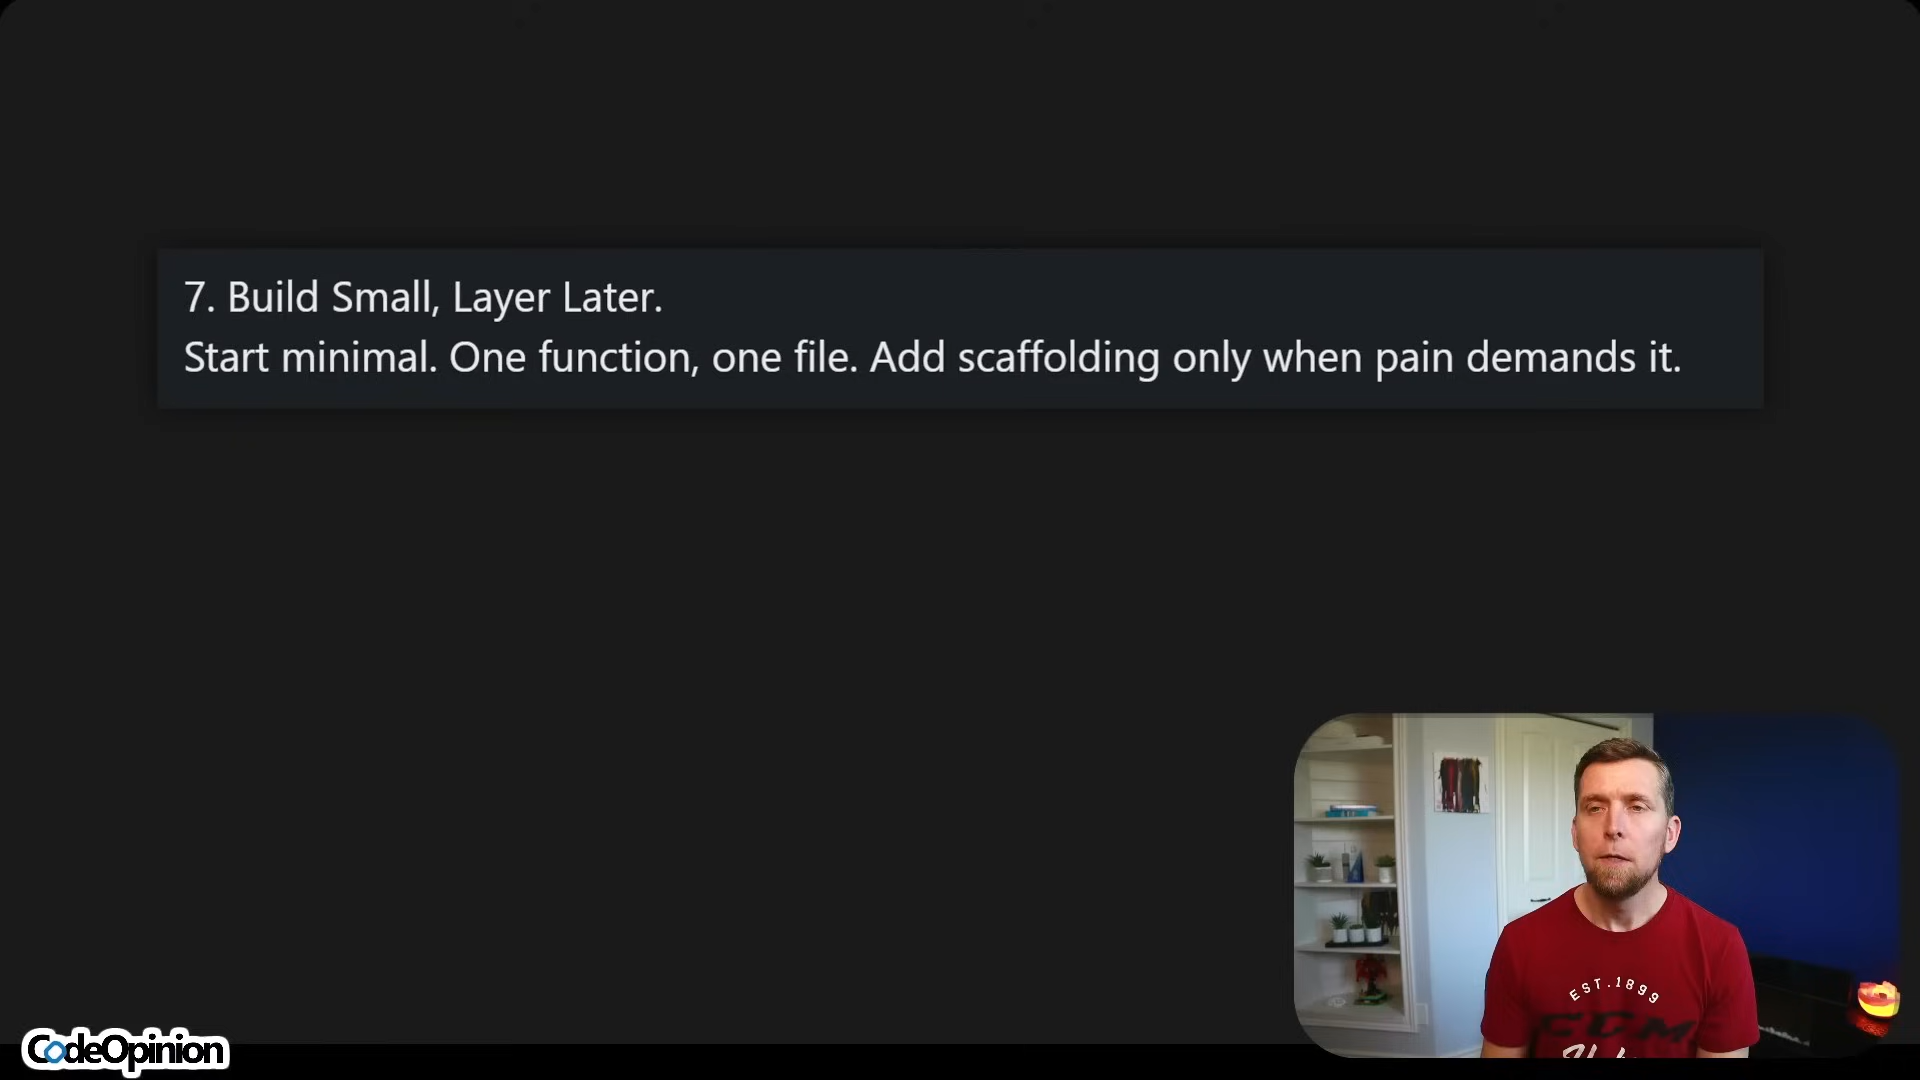 7. Build Small, Layer Later.
Start minimal. One function, one file. Add scaffolding only when pain demands it.
EST.1899
CCM
CodeOpinion